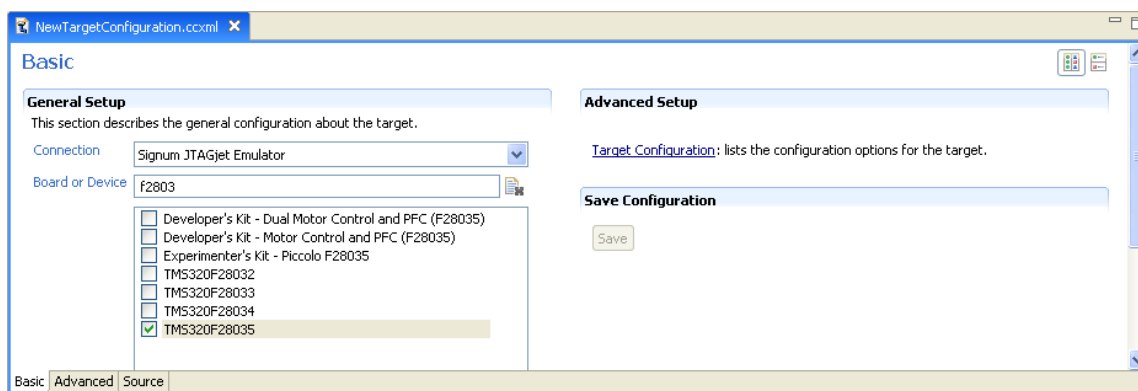 NewTargetConfiguration.ccxml
Basic
General Setup
This section describes the general configuration about the target.
Connection
Signum JTAGjet Emulator
Board or Device
f2803
Developer's Kit - Dual Motor Control and PFC (F28035)
Developer's Kit - Motor Control and PFC (F28035)
Experimenter's Kit - Piccolo F28035
TMS320F28032
TMS320F28033
TMS320F28034
TMS320F28035
Advanced Setup
Target Configuration: lists the configuration options for the target.
Save Configuration
Save
Basic Advanced Source